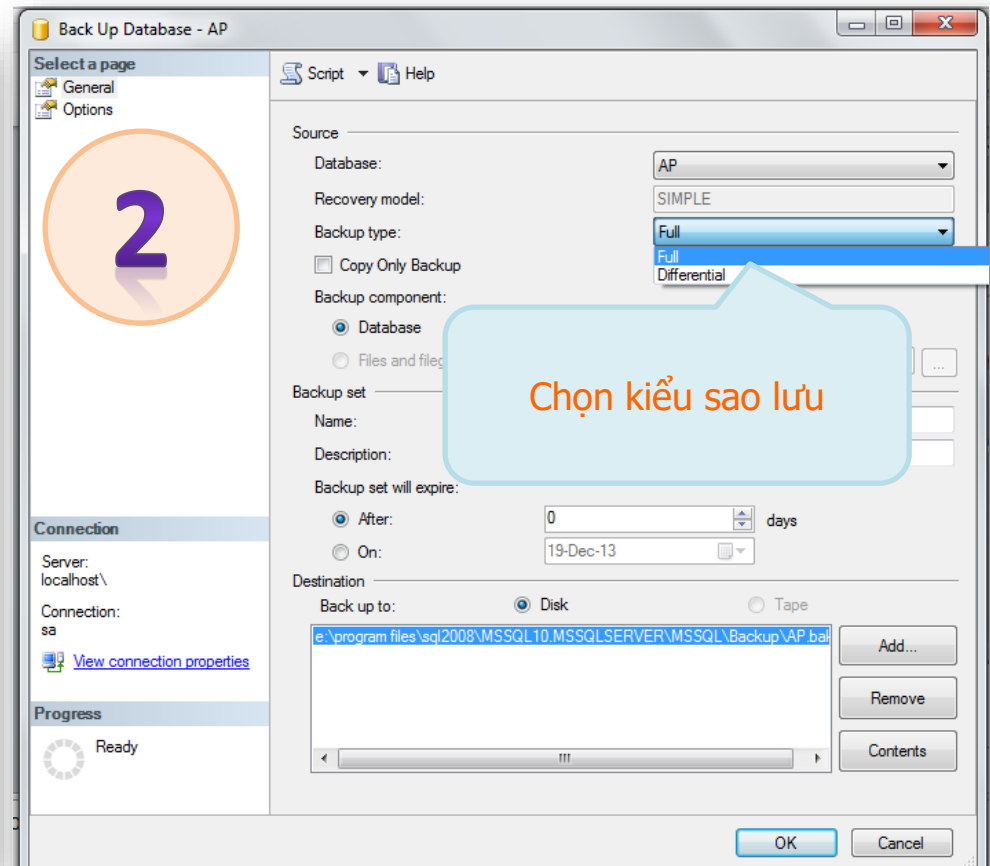 Back Up Database - AP
Select a page
General
Options
2
Script
Help
Source
Database:
AP
Recovery model:
SIMPLE
Backup type:
Full
Full
Differential
Copy Only Backup
Backup component:
Database
Files and
...
Chọn kiểu sao lưu
Backup set
Name:
Description:
Backup set will expire:
After:
0
days
On:
19-Dec-13
Connection
Server:
localhost\
Connection:
sa
View connection properties
Progress
Ready
Destination
Back up to:
Disk
Tape
e:\program files\sql2008\MSSQL10.MSSQLSERVER\MSSQL\Backup\AP.bak
Add...
Remove
Contents
OK
Cancel